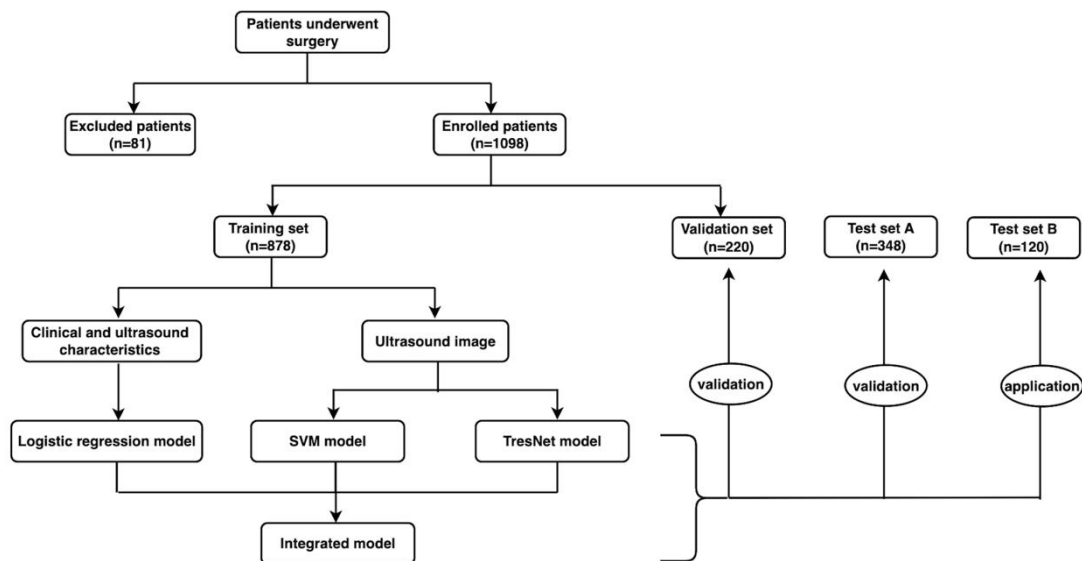 Patients underwent
surgery
Excluded patients
(n=81)
Enrolled patients
(n=1098)
Training set
(n=878)
Validation set
(n=220)
Test set A
(n=348)
Test set B
(n=120)
Clinical and ultrasound
characteristics
Ultrasound image
validation
validation
application
Logistic regression model
SVM model
TresNet model
Integrated model